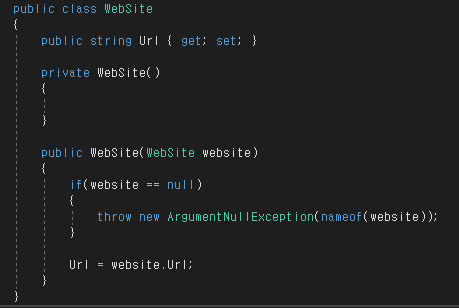 public class WebSite
{
public string Url { get; set; }
private WebSite()
{
}
public WebSite(WebSite website)
{
if(website == null)
{
throw new ArgumentNullException(nameof(website));
}
Url = website.Url;
}
}